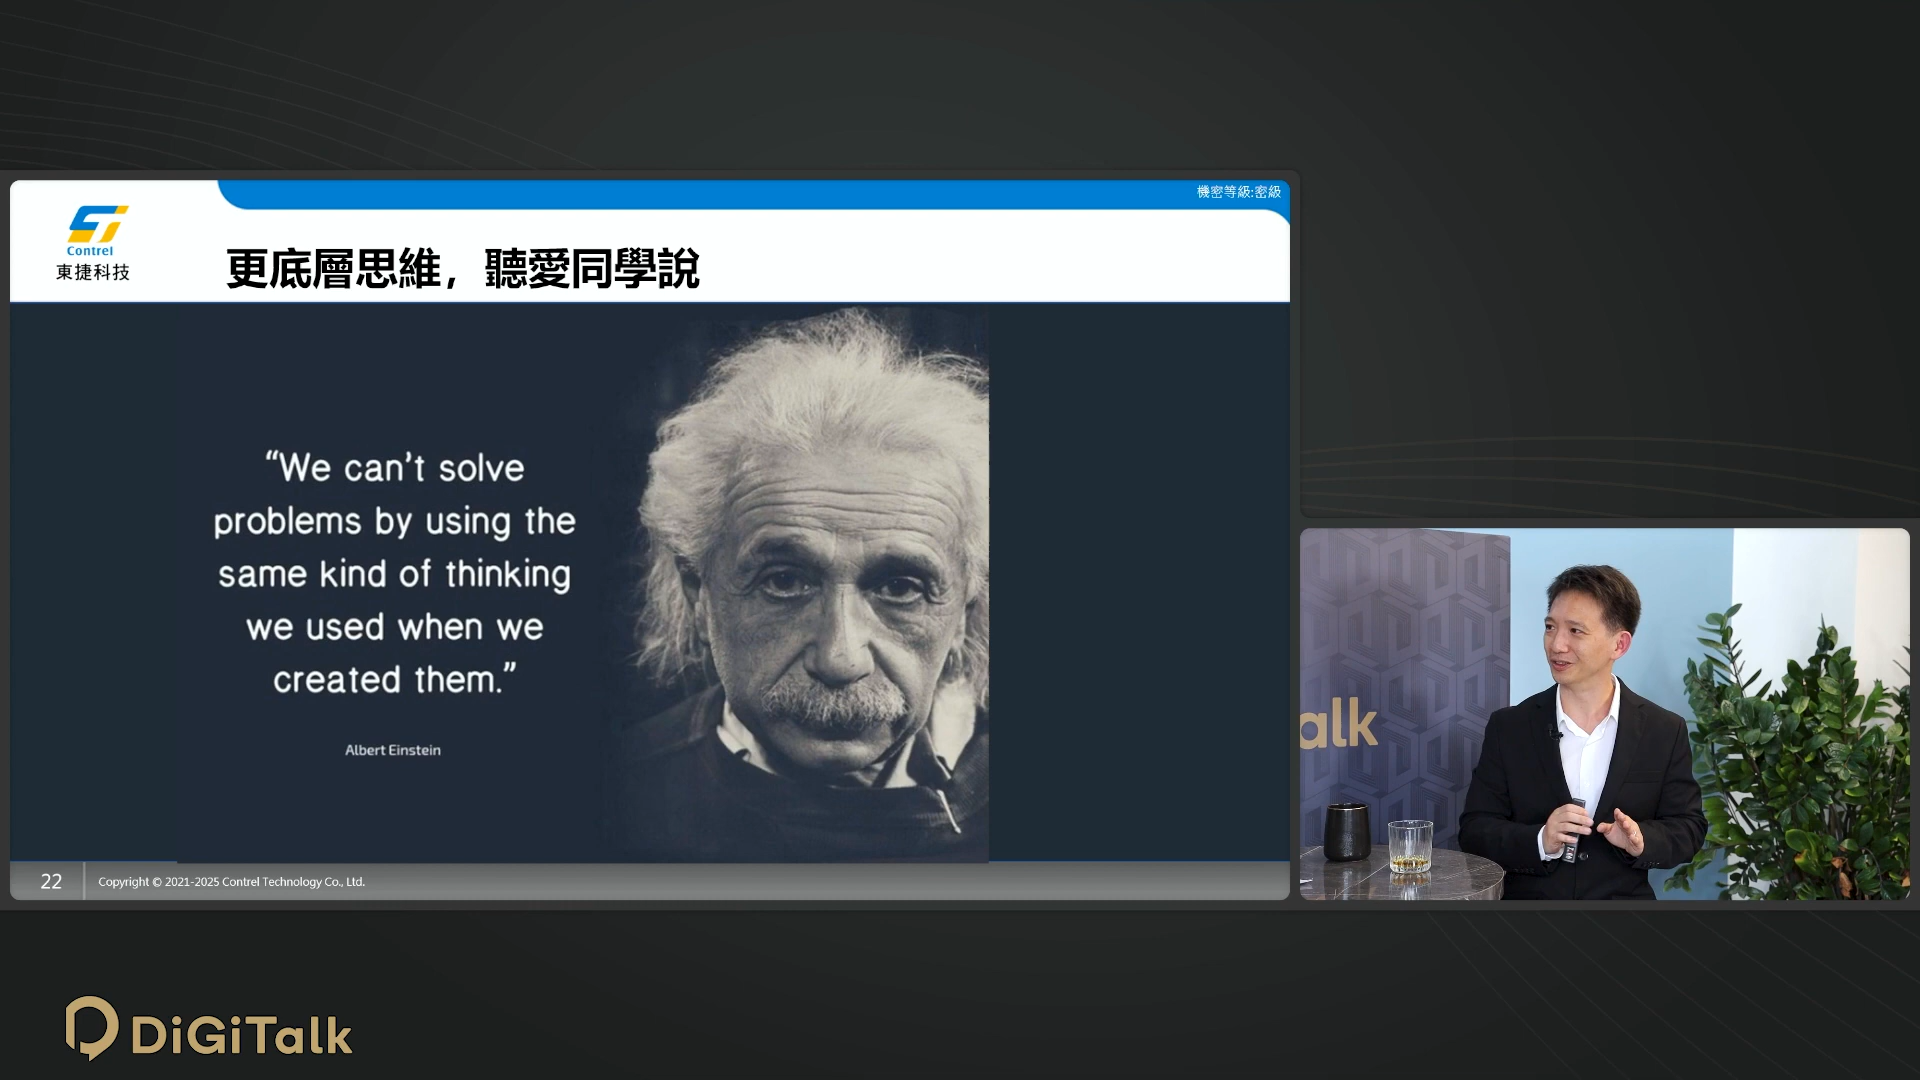 機密等級:密級
Contrel
東捷科技
更底層思維，聽愛同學說
“We can’t solve
problems by using the
same kind of thinking
we used when we
created them.”
Albert Einstein
22
Copyright © 2021-2025 Contrel Technology Co., Ltd.
alk
DiGiTalk